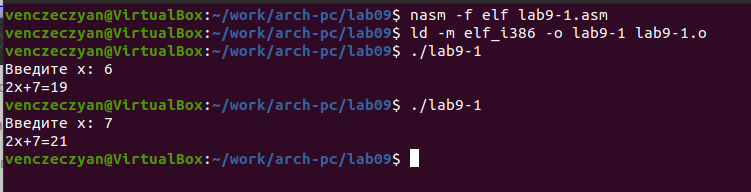 venczeczyan@VirtualBox:~/work/arch-pc/lab09$ nasm -f elf lab9-1.asm
venczeczyan@VirtualBox:~/work/arch-pc/lab09$ ld -m elf_i386 -o lab9-1 lab9-1.o
venczeczyan@VirtualBox:~/work/arch-pc/lab09$ ./lab9-1
Введите x: 6
2x+7=19
venczeczyan@VirtualBox:~/work/arch-pc/lab09$ ./lab9-1
Введите x: 7
2x+7=21
venczeczyan@VirtualBox:~/work/arch-pc/lab09$